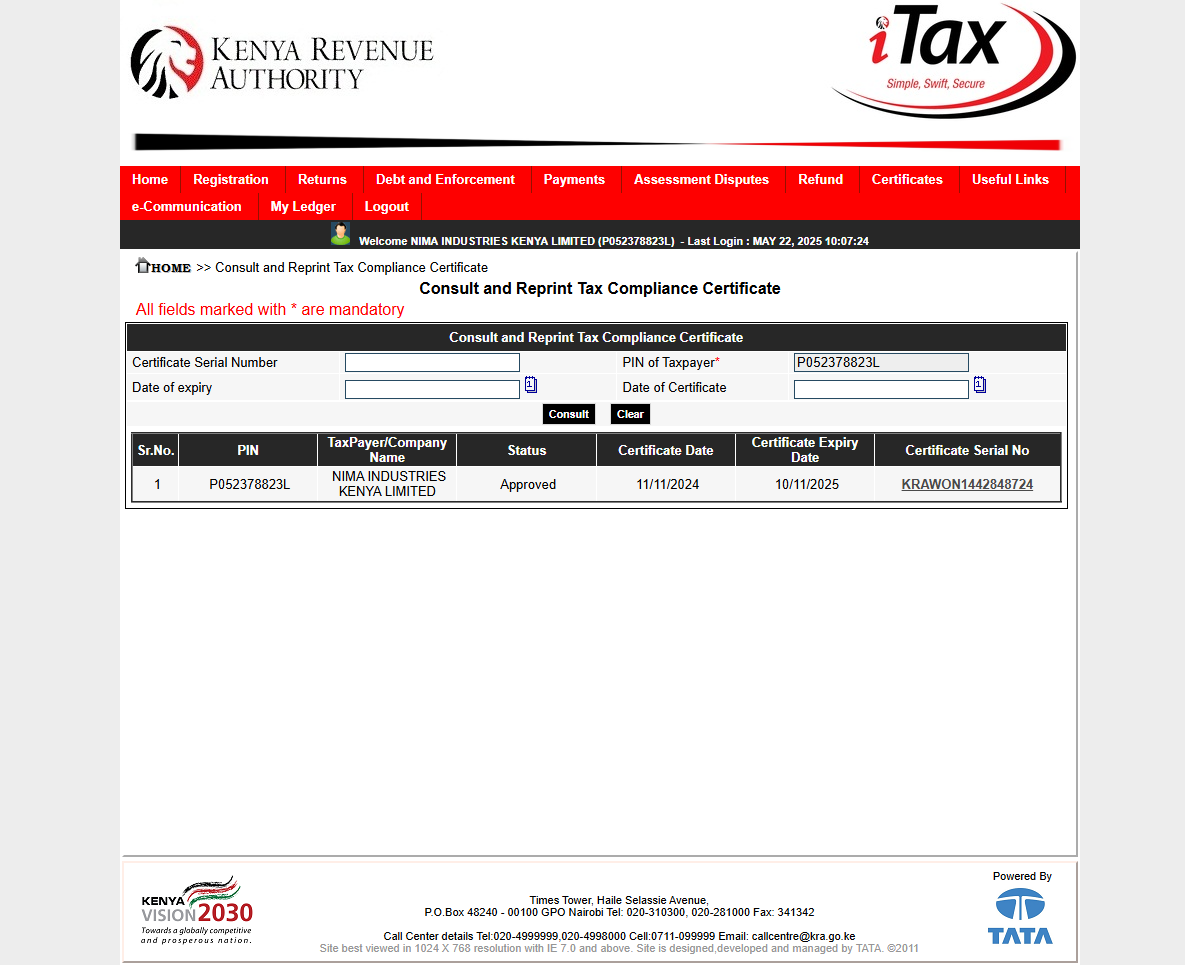 KENYA REVENUE
AUTHORITY
iTax
Simple, Swift, Secure
Home Registration Returns Debt and Enforcement Payments Assessment Disputes Refund Certificates Useful Links
e-Communication My Ledger Logout
Welcome NIMA INDUSTRIES KENYA LIMITED (P052378823L) - Last Login : MAY 22, 2025 10:07:24
HOME >> Consult and Reprint Tax Compliance Certificate
Consult and Reprint Tax Compliance Certificate
All fields marked with * are mandatory
Consult and Reprint Tax Compliance Certificate
Certificate Serial Number PIN of Taxpayer* P052378823L
Date of expiry 1 Date of Certificate 1
Consult Clear
Sr.No. PIN TaxPayer/Company Name Status Certificate Date Certificate Expiry Date Certificate Serial No
1 P052378823L NIMA INDUSTRIES KENYA LIMITED Approved 11/11/2024 10/11/2025 KRAWON1442848724
KENYA
VISION 2030
Towards a globally competitive
and prosperous nation.
Times Tower, Haile Selassie Avenue,
P.O.Box 48240 - 00100 GPO Nairobi Tel: 020-310300, 020-281000 Fax: 341342
Call Center details Tel:020-4999999,020-4998000 Cell:0711-099999 Email: callcentre@kra.go.ke
Site best viewed in 1024 X 768 resolution with IE 7.0 and above. Site is designed,developed and managed by TATA. ©2011
Powered By
TATA